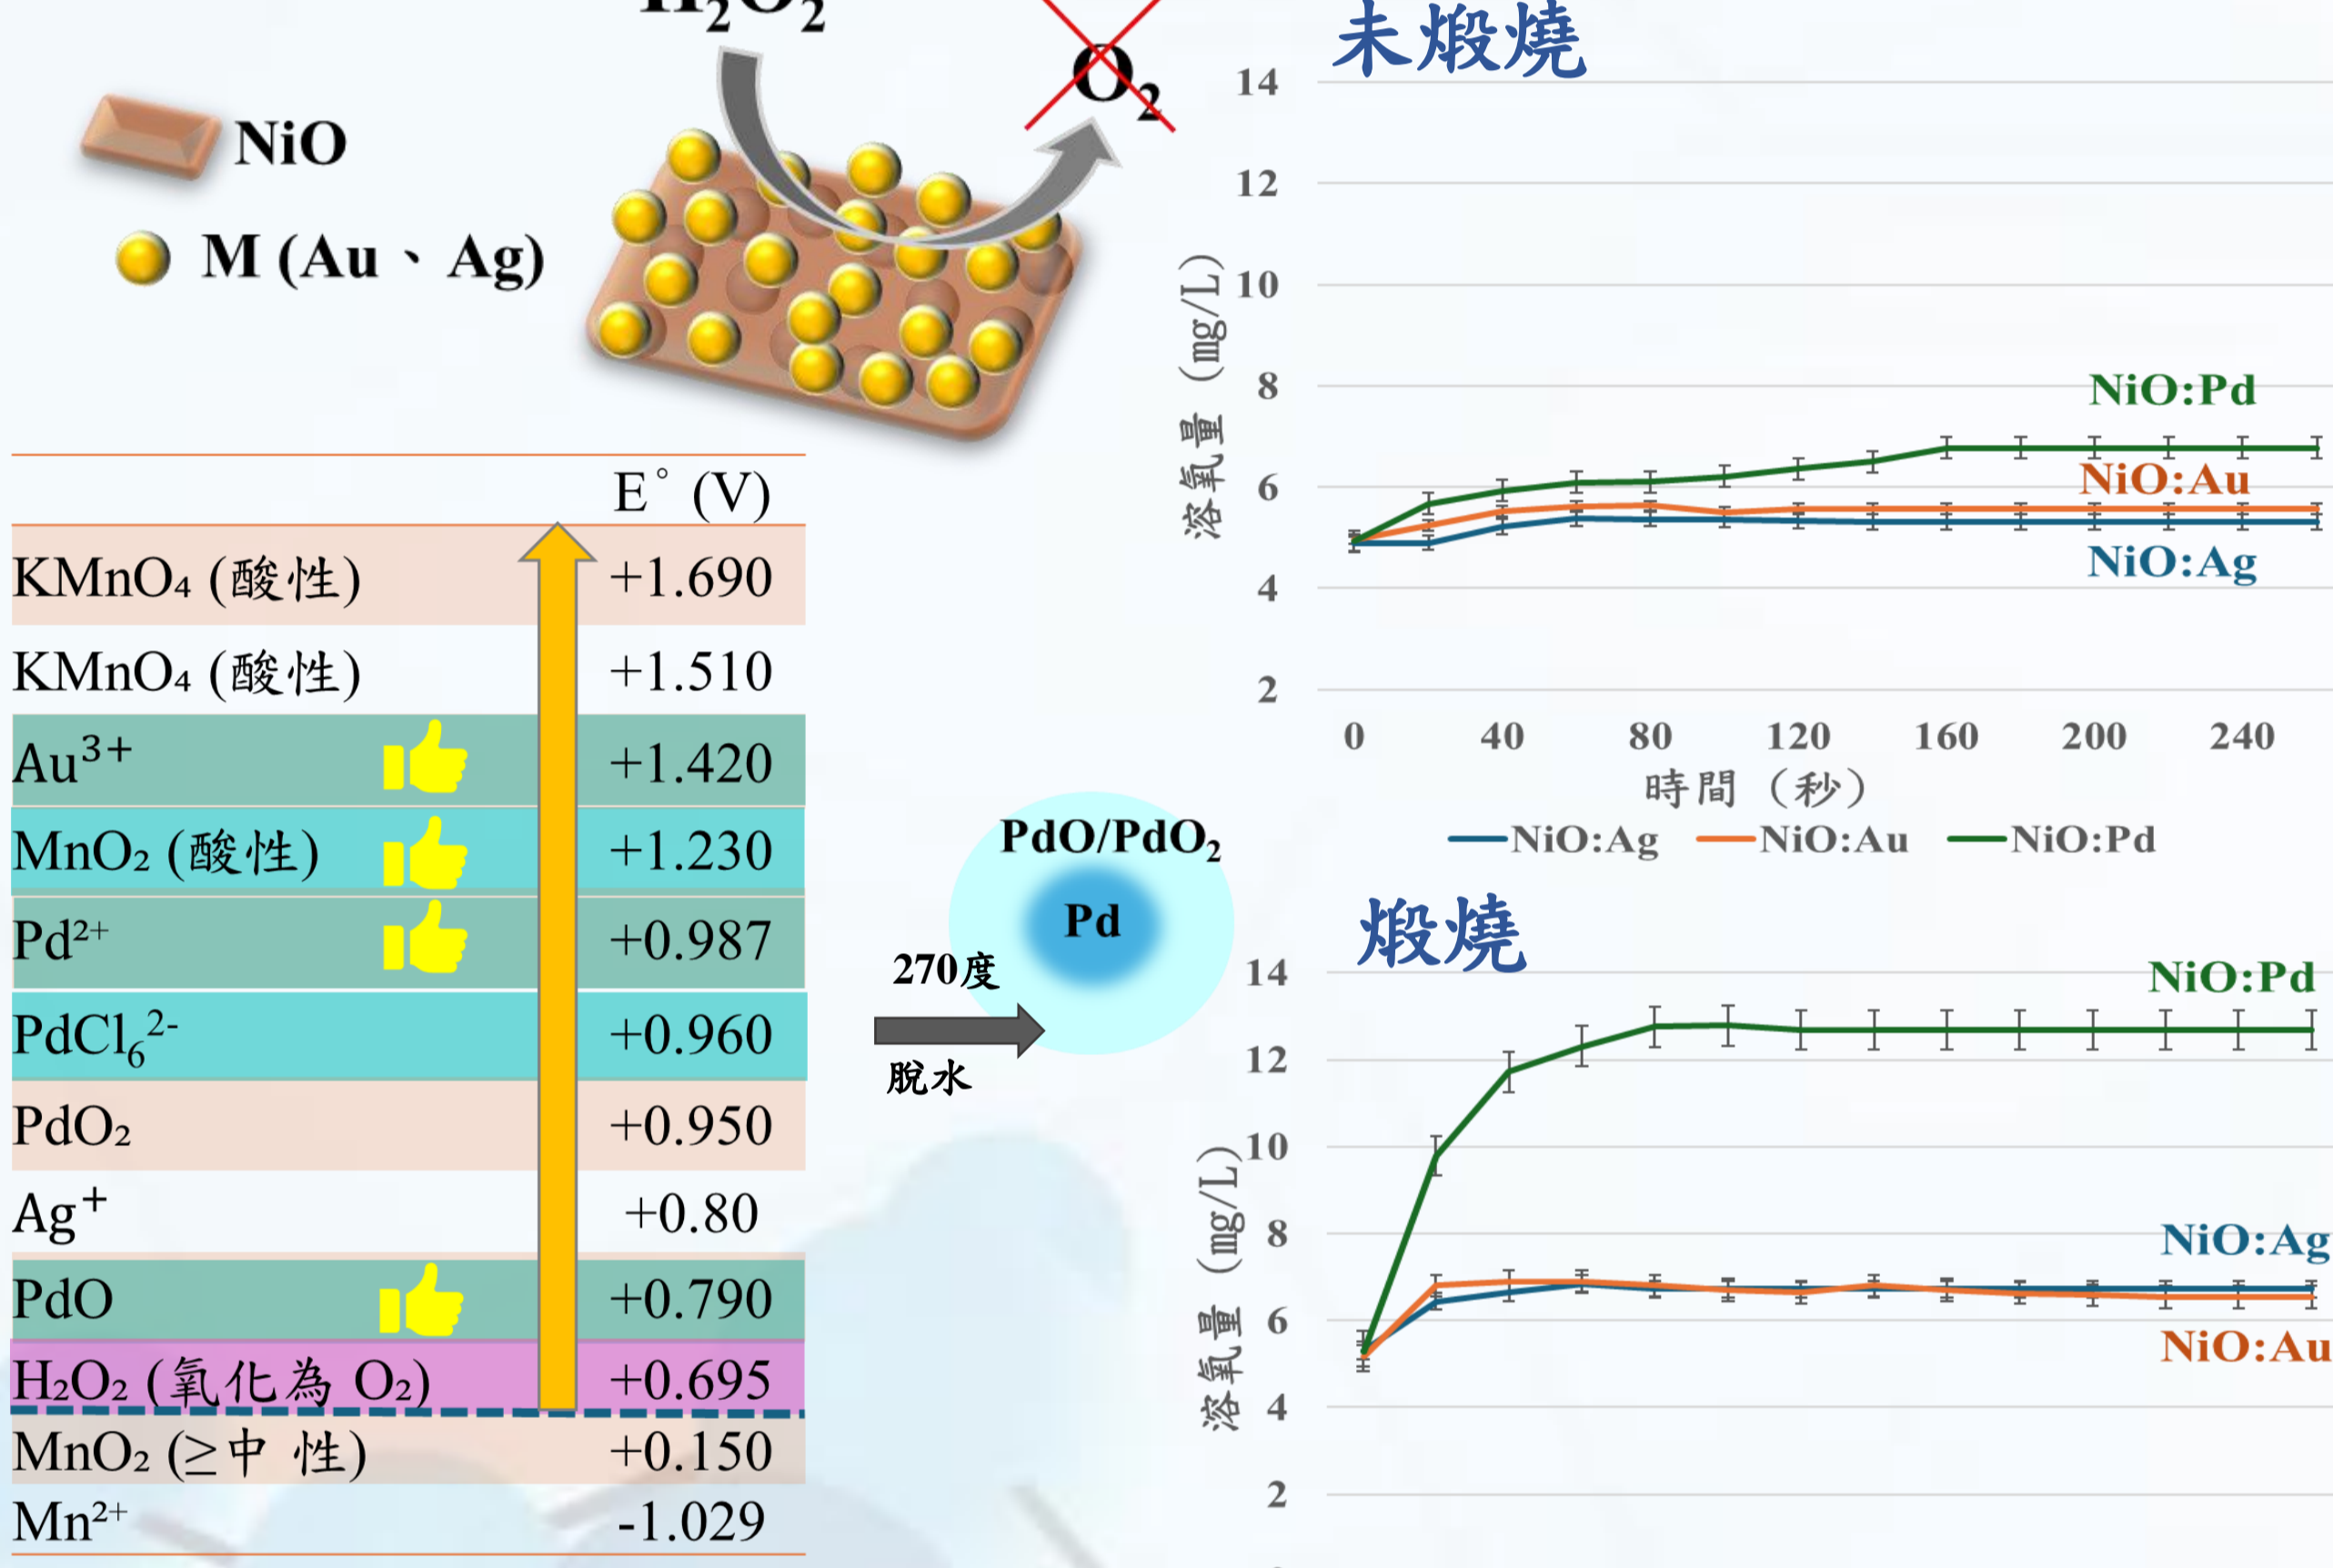 H₂O₂
O₂
NiO
M (Au、Ag)
E° (V)
KMnO₄ (酸性) +1.690
KMnO₄ (酸性) +1.510
Au³⁺ +1.420
MnO₂ (酸性) +1.230
Pd²⁺ +0.987
PdCl₆²⁻ +0.960
PdO₂ +0.950
Ag⁺ +0.80
PdO +0.790
H₂O₂ (氧化為 O₂) +0.695
MnO₂ (≥中 性) +0.150
Mn²⁺ -1.029
PdO/PdO₂
Pd
270度
脫水
未煅燒
14
12
10
8
6
4
2
溶氧量 (mg/L)
NiO:Pd
NiO:Au
NiO:Ag
0 40 80 120 160 200 240
時間 (秒)
NiO:Ag NiO:Au NiO:Pd
煅燒
14
12
10
8
6
4
2
溶氧量 (mg/L)
NiO:Pd
NiO:Ag
NiO:Au